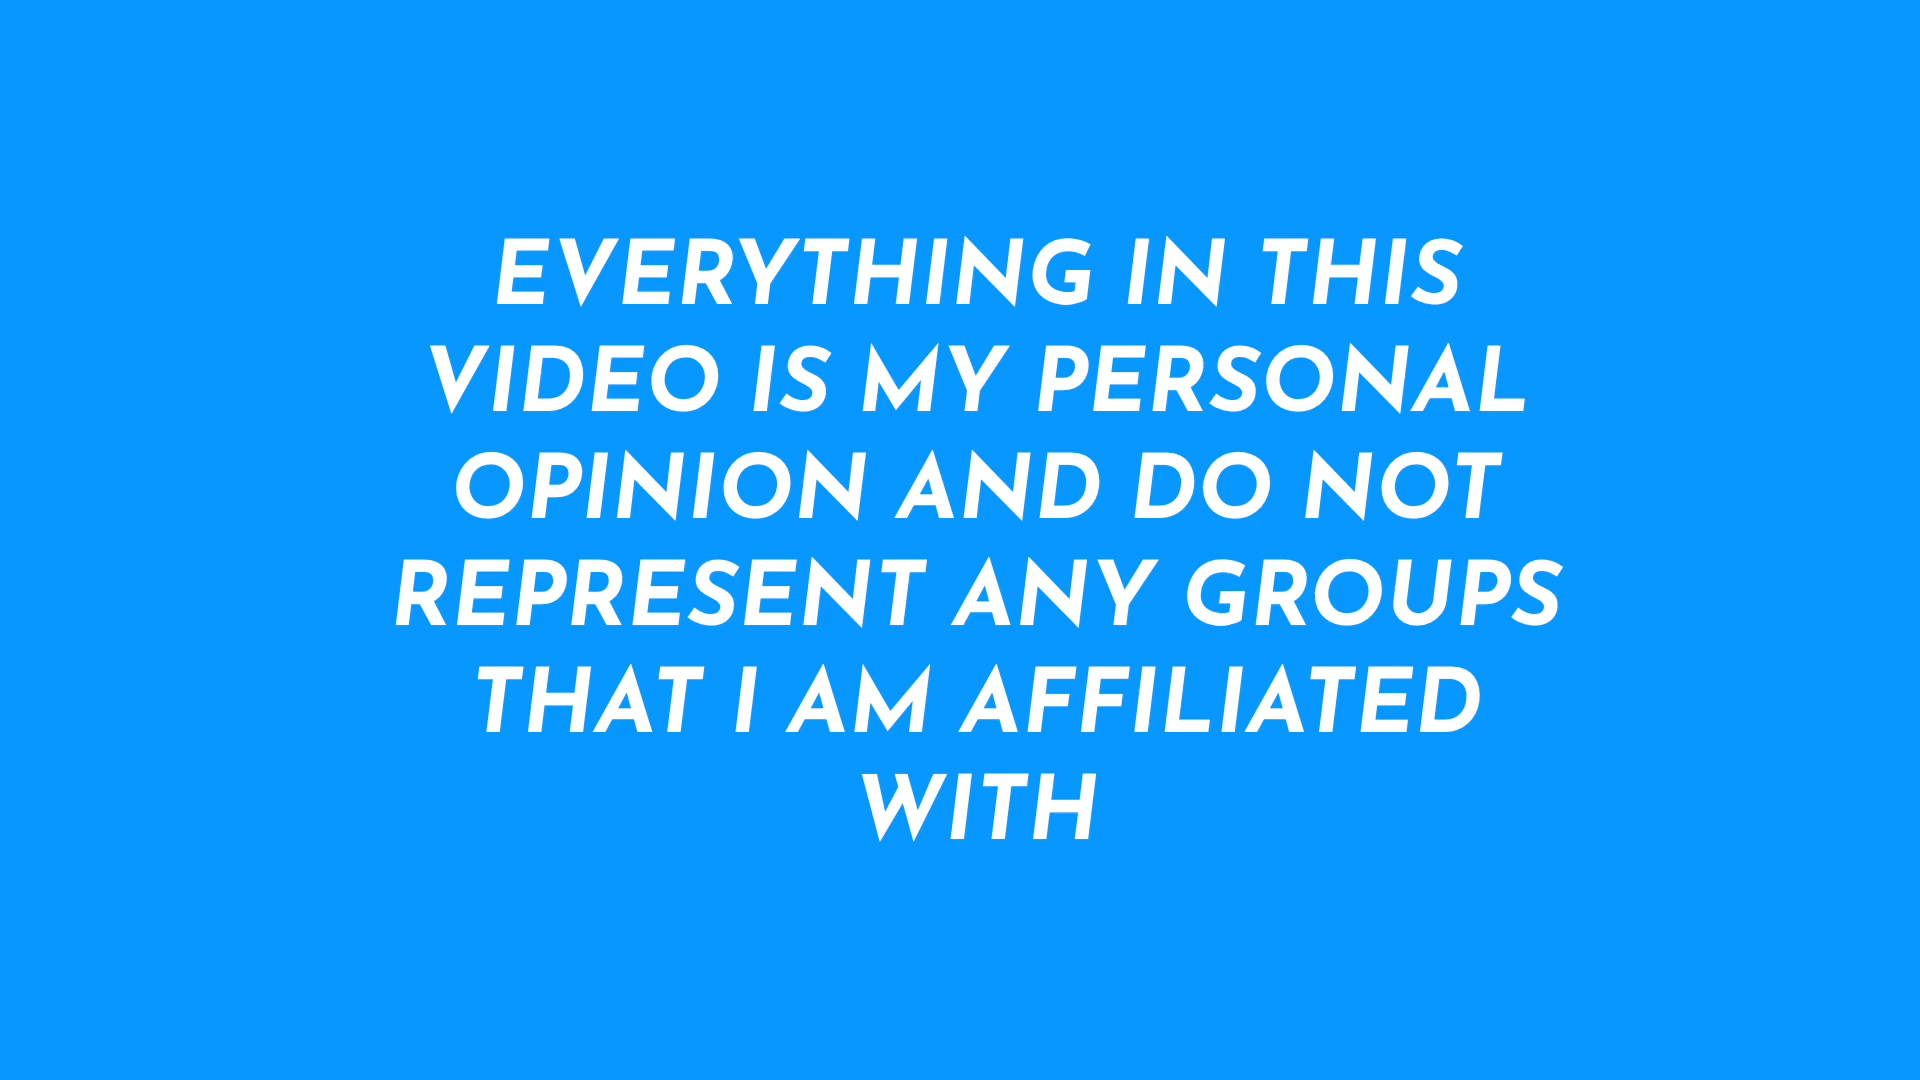 EVERYTHING IN THIS
VIDEO IS MY PERSONAL
OPINION AND DO NOT
REPRESENT ANY GROUPS
THAT I AM AFFILIATED
WITH